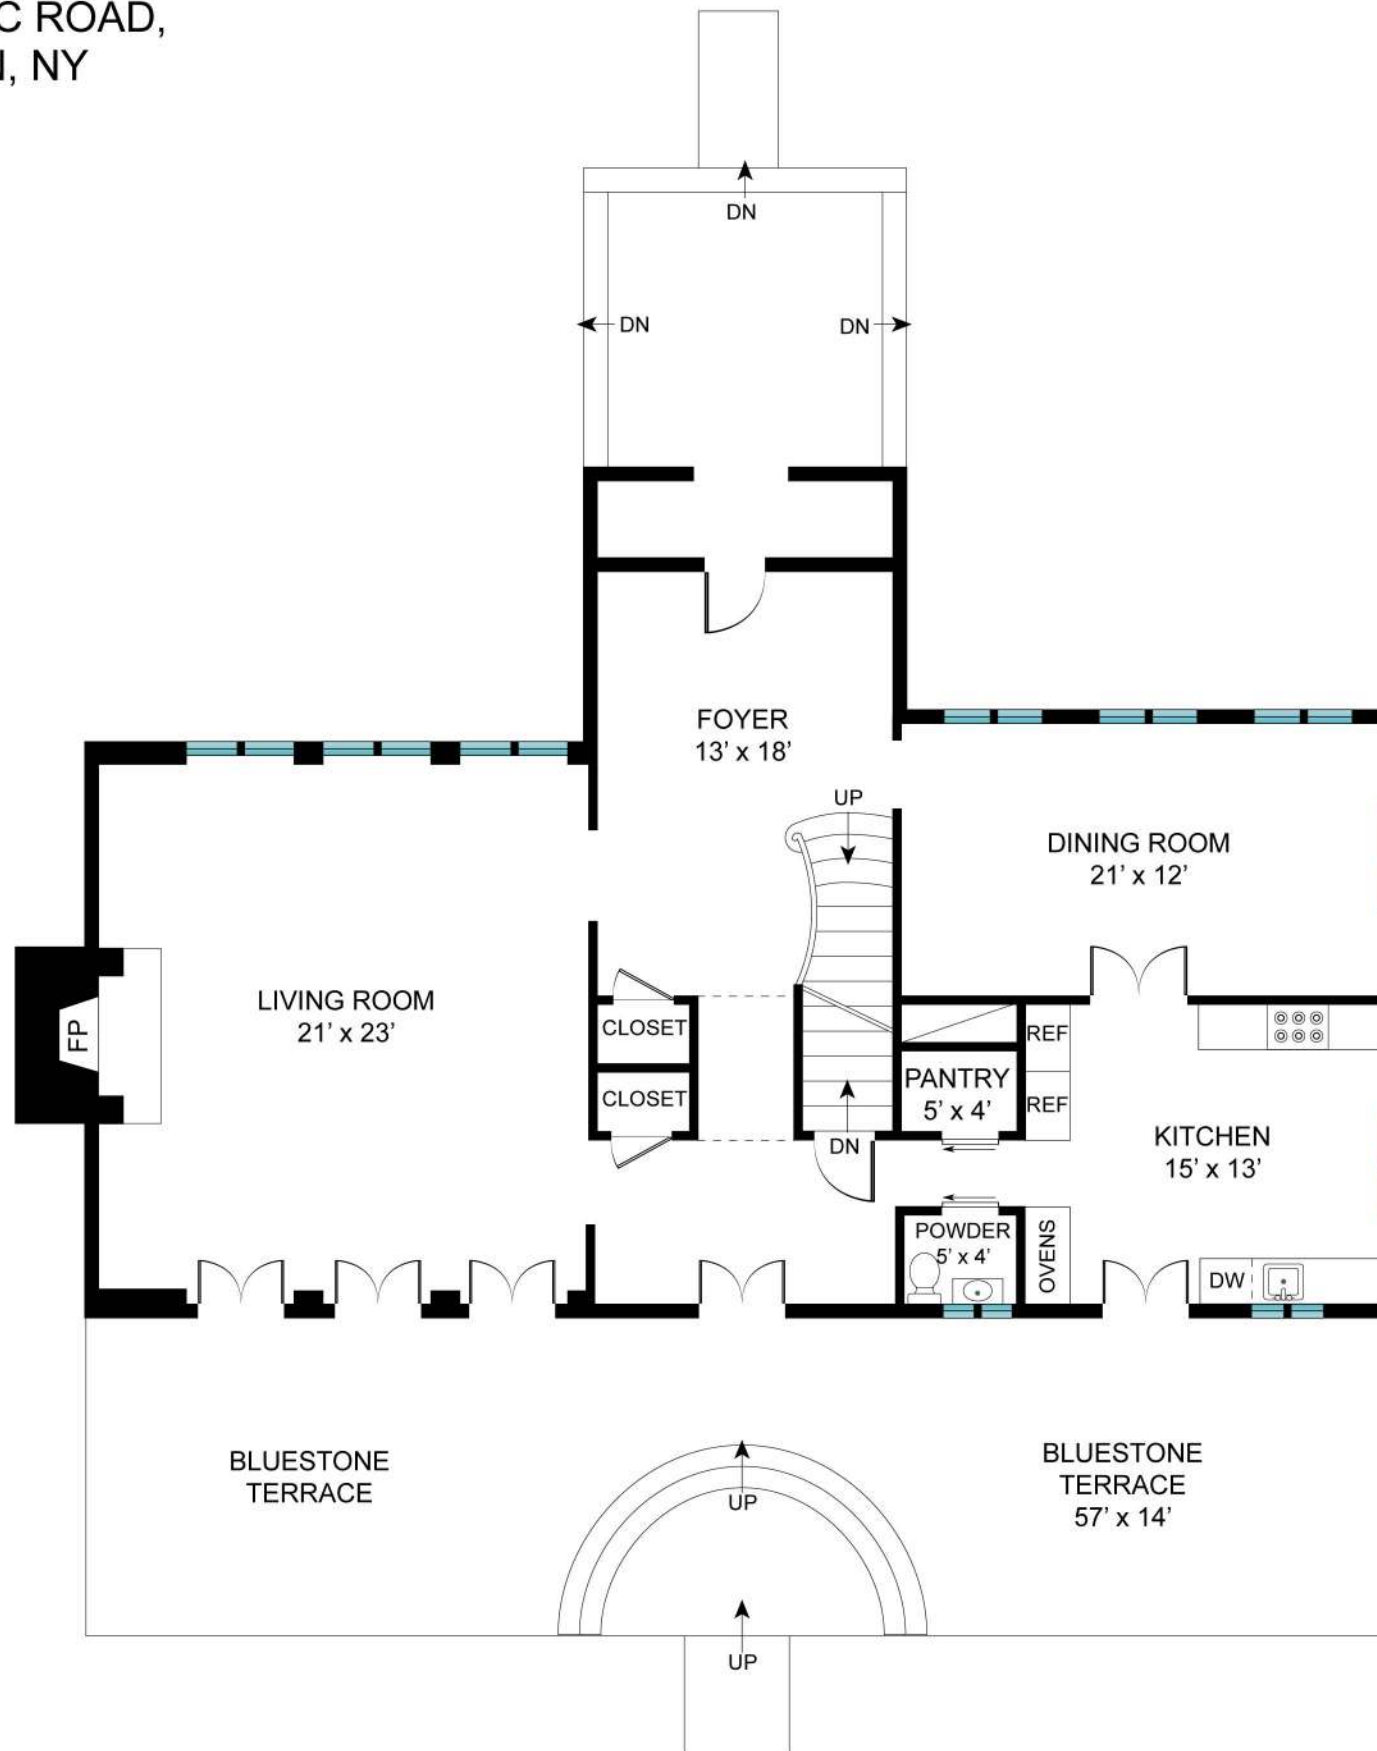 C ROAD,
, NY
DN
DN
DN
FOYER
13’ x 18’
UP
DINING ROOM
21’ x 12’
LIVING ROOM
21’ x 23’
FP
CLOSET
CLOSET
REF
REF
PANTRY
5’ x 4’
DN
KITCHEN
15’ x 13’
POWDER
5’ x 4’
OVENS
DW
BLUESTONE
TERRACE
UP
BLUESTONE
TERRACE
57’ x 14’
UP